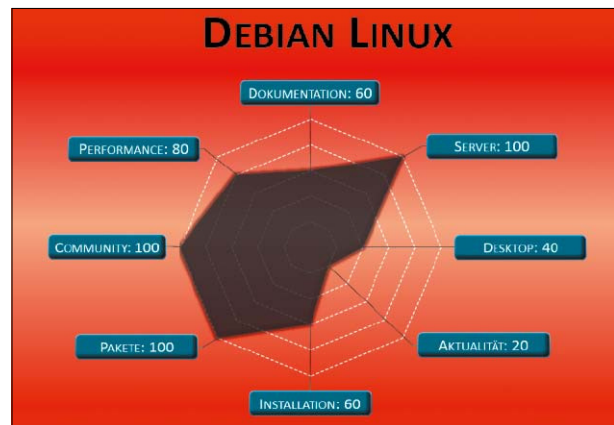 DEBIAN LINUX
DOKUMENTATION: 60
PERFORMANCE: 80
SERVER: 100
COMMUNITY: 100
DESKTOP: 40
PAKETE: 100
AKTUALITÄT: 20
INSTALLATION: 60